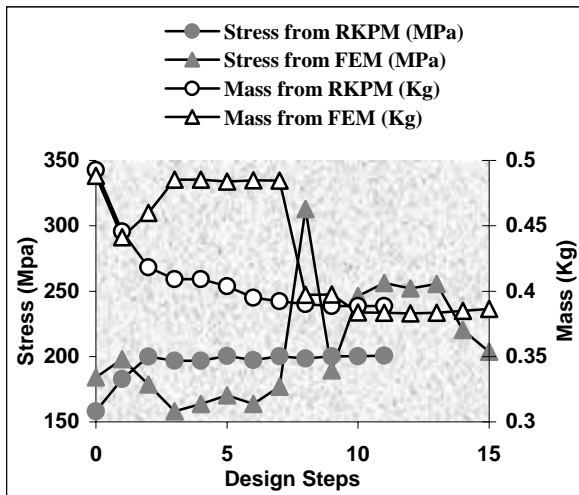 Stress from RKPM (MPa)
Stress from FEM (MPa)
Mass from RKPM (Kg)
Mass from FEM (Kg)
350
300
250
200
150
Stress (Mpa)
0.5
0.45
0.4
0.35
0.3
Mass (Kg)
0 5 10 15
Design Steps